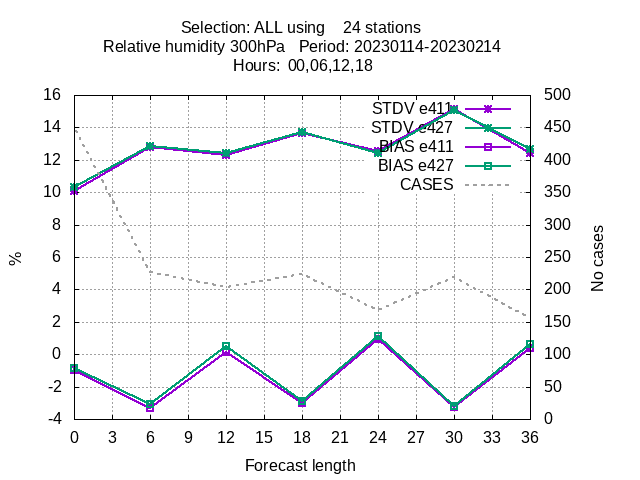 Selection: ALL using    24 stations
Relative humidity 300hPa   Period: 20230114-20230214
Hours:  00,06,12,18
16
14
12
10
8
6
4
2
0
-2
-4
%
STDV e411
STDV e427
BIAS e411
BIAS e427
CASES
500
450
400
350
300
250
200
150
100
50
0
No cases
0 3 6 9 12 15 18 21 24 27 30 33 36
Forecast length